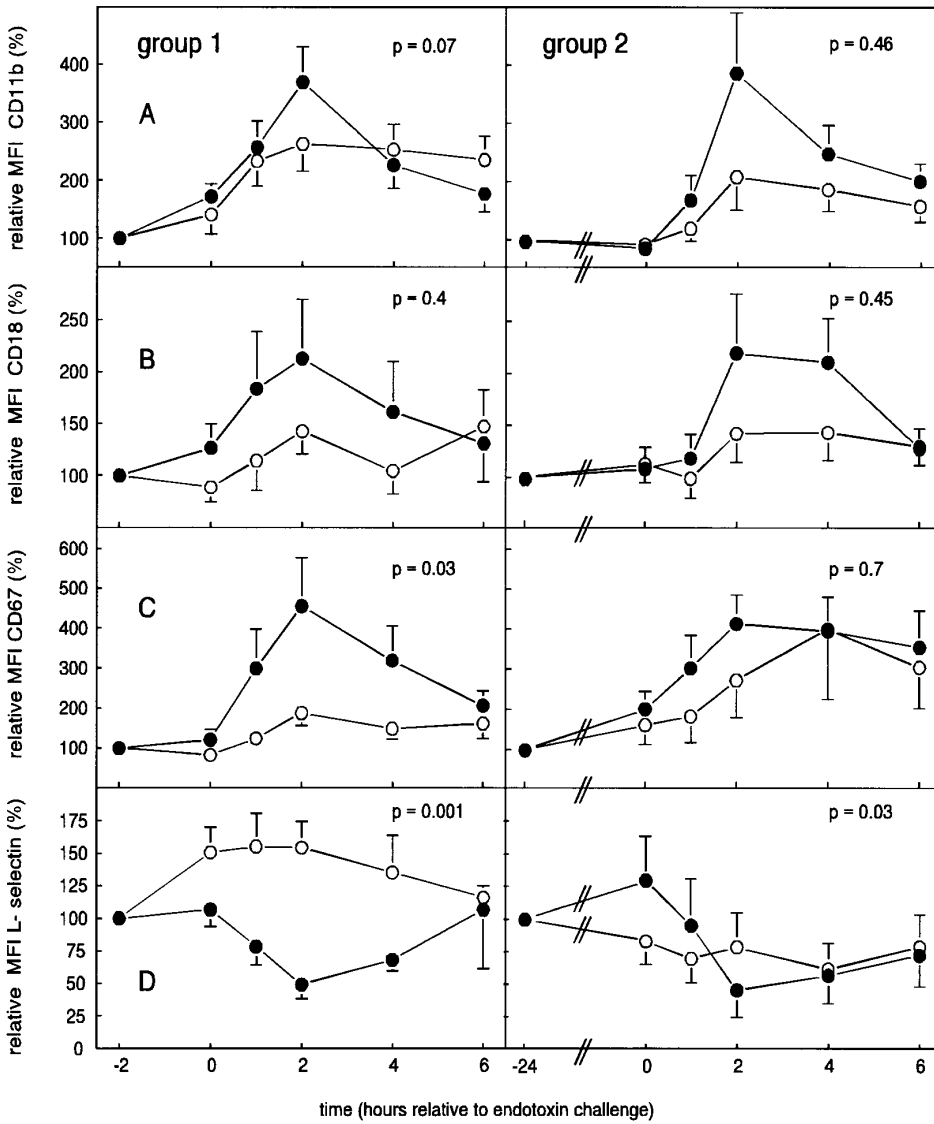 group 1
group 2
p = 0.07
p = 0.46
A
relative MFI CD11b (%)
400
300
200
100
p = 0.4
p = 0.45
B
relative MFI CD18 (%)
250
200
150
100
p = 0.03
p = 0.7
C
relative MFI CD67 (%)
600
500
400
300
200
100
p = 0.001
p = 0.03
D
relative MFI L- selectin (%)
175
150
125
100
75
50
25
0
-2 0 2 4 6
-24 0 2 4 6
time (hours relative to endotoxin challenge)